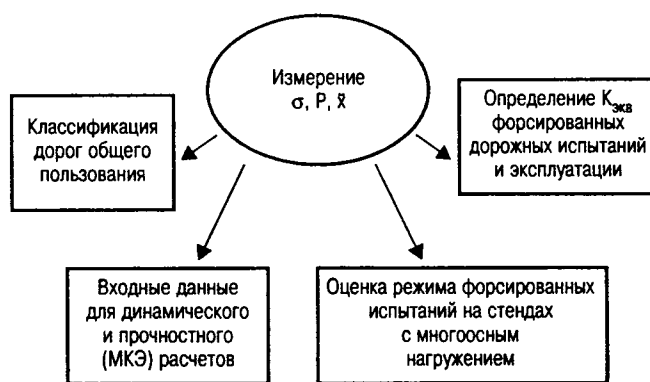 Измерение
σ, P, ẍ
Классификация
дорог общего
пользования
Определение Kэкв
форсированных
дорожных испытаний
и эксплуатации
Входные данные
для динамического
и прочностного
(МКЭ) расчетов
Оценка режима форсированных
испытаний на стендах
с многоосным
нагружением